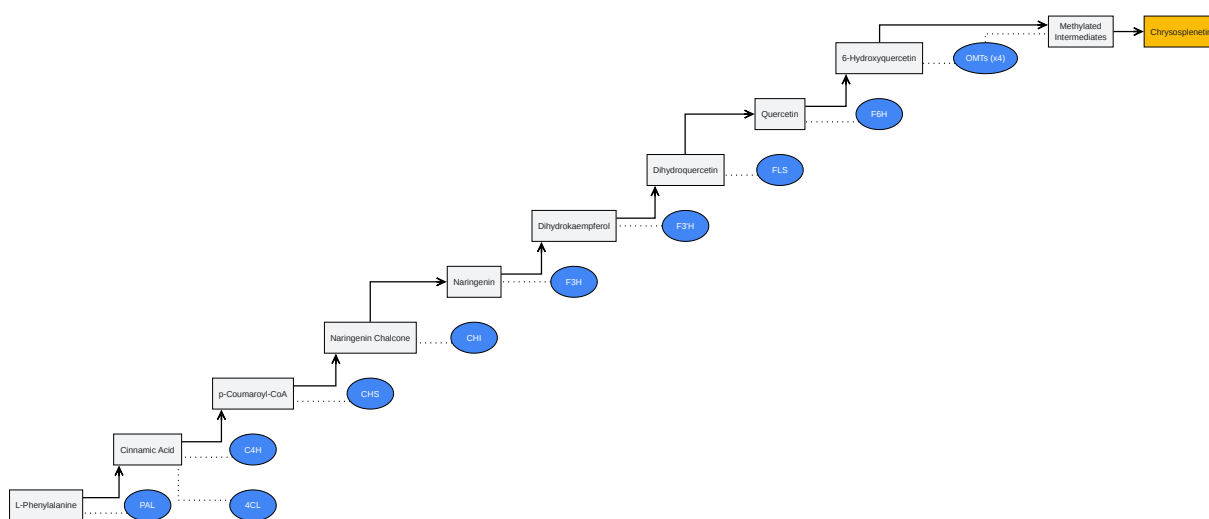 Methylated
Intermediates
Chrysosplenetin
6-Hydroxyquercetin
OMTs (x4)
Quercetin
F6H
Dihydroquercetin
FLS
Dihydrokaempferol
F3'H
Naringenin
F3H
Naringenin Chalcone
CHI
p-Coumaroyl-CoA
CHS
Cinnamic Acid
C4H
L-Phenylalanine
PAL
4CL